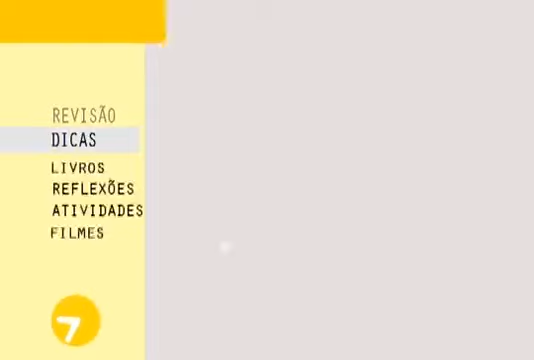 REVISÃO
DICAS
LIVROS
REFLEXÕES
ATIVIDADES
FILMES
7